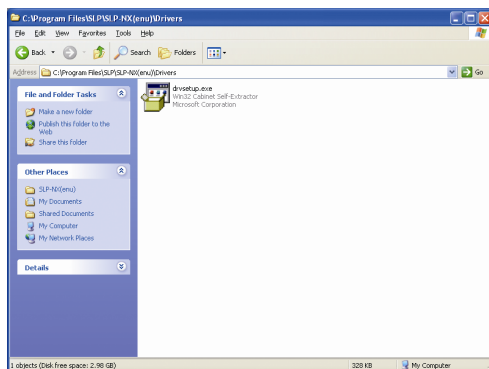 C:\Program Files\SLP\SLP-NX(enu)\Drivers
File Edit View Favorites Tools Help
Back Search Folders
Address C:\Program Files\SLP\SLP-NX(enu)\Drivers Go
File and Folder Tasks
Make a new folder
Publish this folder to the
Web
Share this folder
Other Places
SLP-NX(enu)
My Documents
Shared Documents
My Computer
My Network Places
Details
drvsetup.exe
Win32 Cabinet Self-Extractor
Microsoft Corporation
1 objects (Disk free space: 2.98 GB) 328 KB My Computer